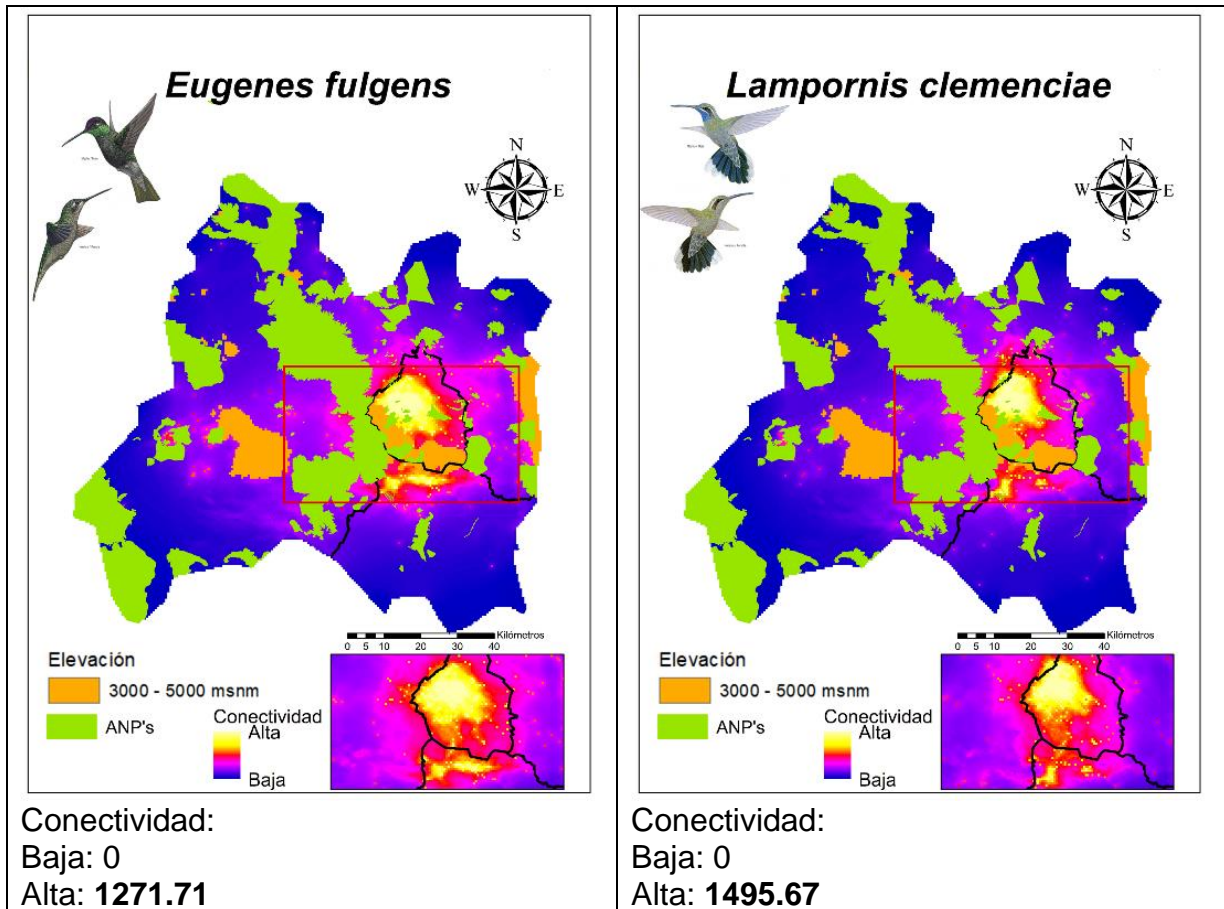 Eugenes fulgens
N
W
E
S
Kilómetros
0 5 10 20 30 40
Elevación
3000 - 5000 msnm
ANP's
Conectividad
Alta
Baja
Conectividad:
Baja: 0
Alta: 1271.71
Lampornis clemenciae
N
W
E
S
Kilómetros
0 5 10 20 30 40
Elevación
3000 - 5000 msnm
ANP's
Conectividad
Alta
Baja
Conectividad:
Baja: 0
Alta: 1495.67